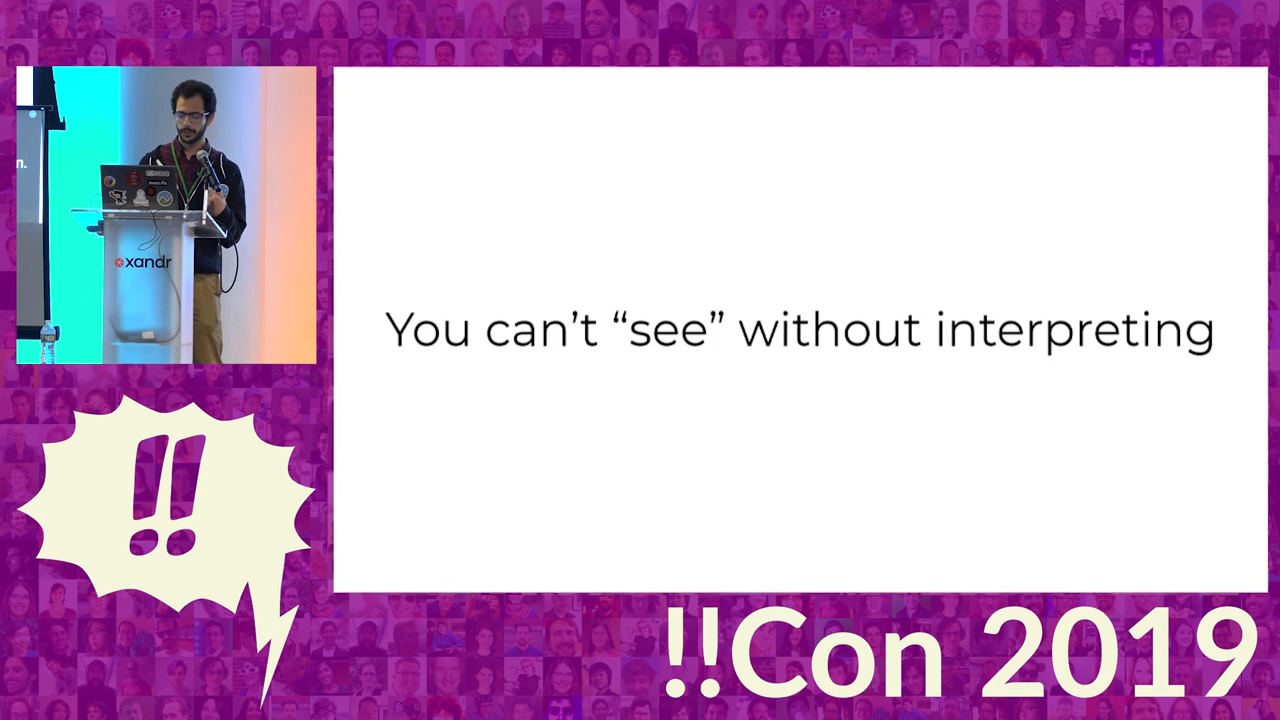 n.
xandr
You can’t “see” without interpreting
!!
!!Con 2019